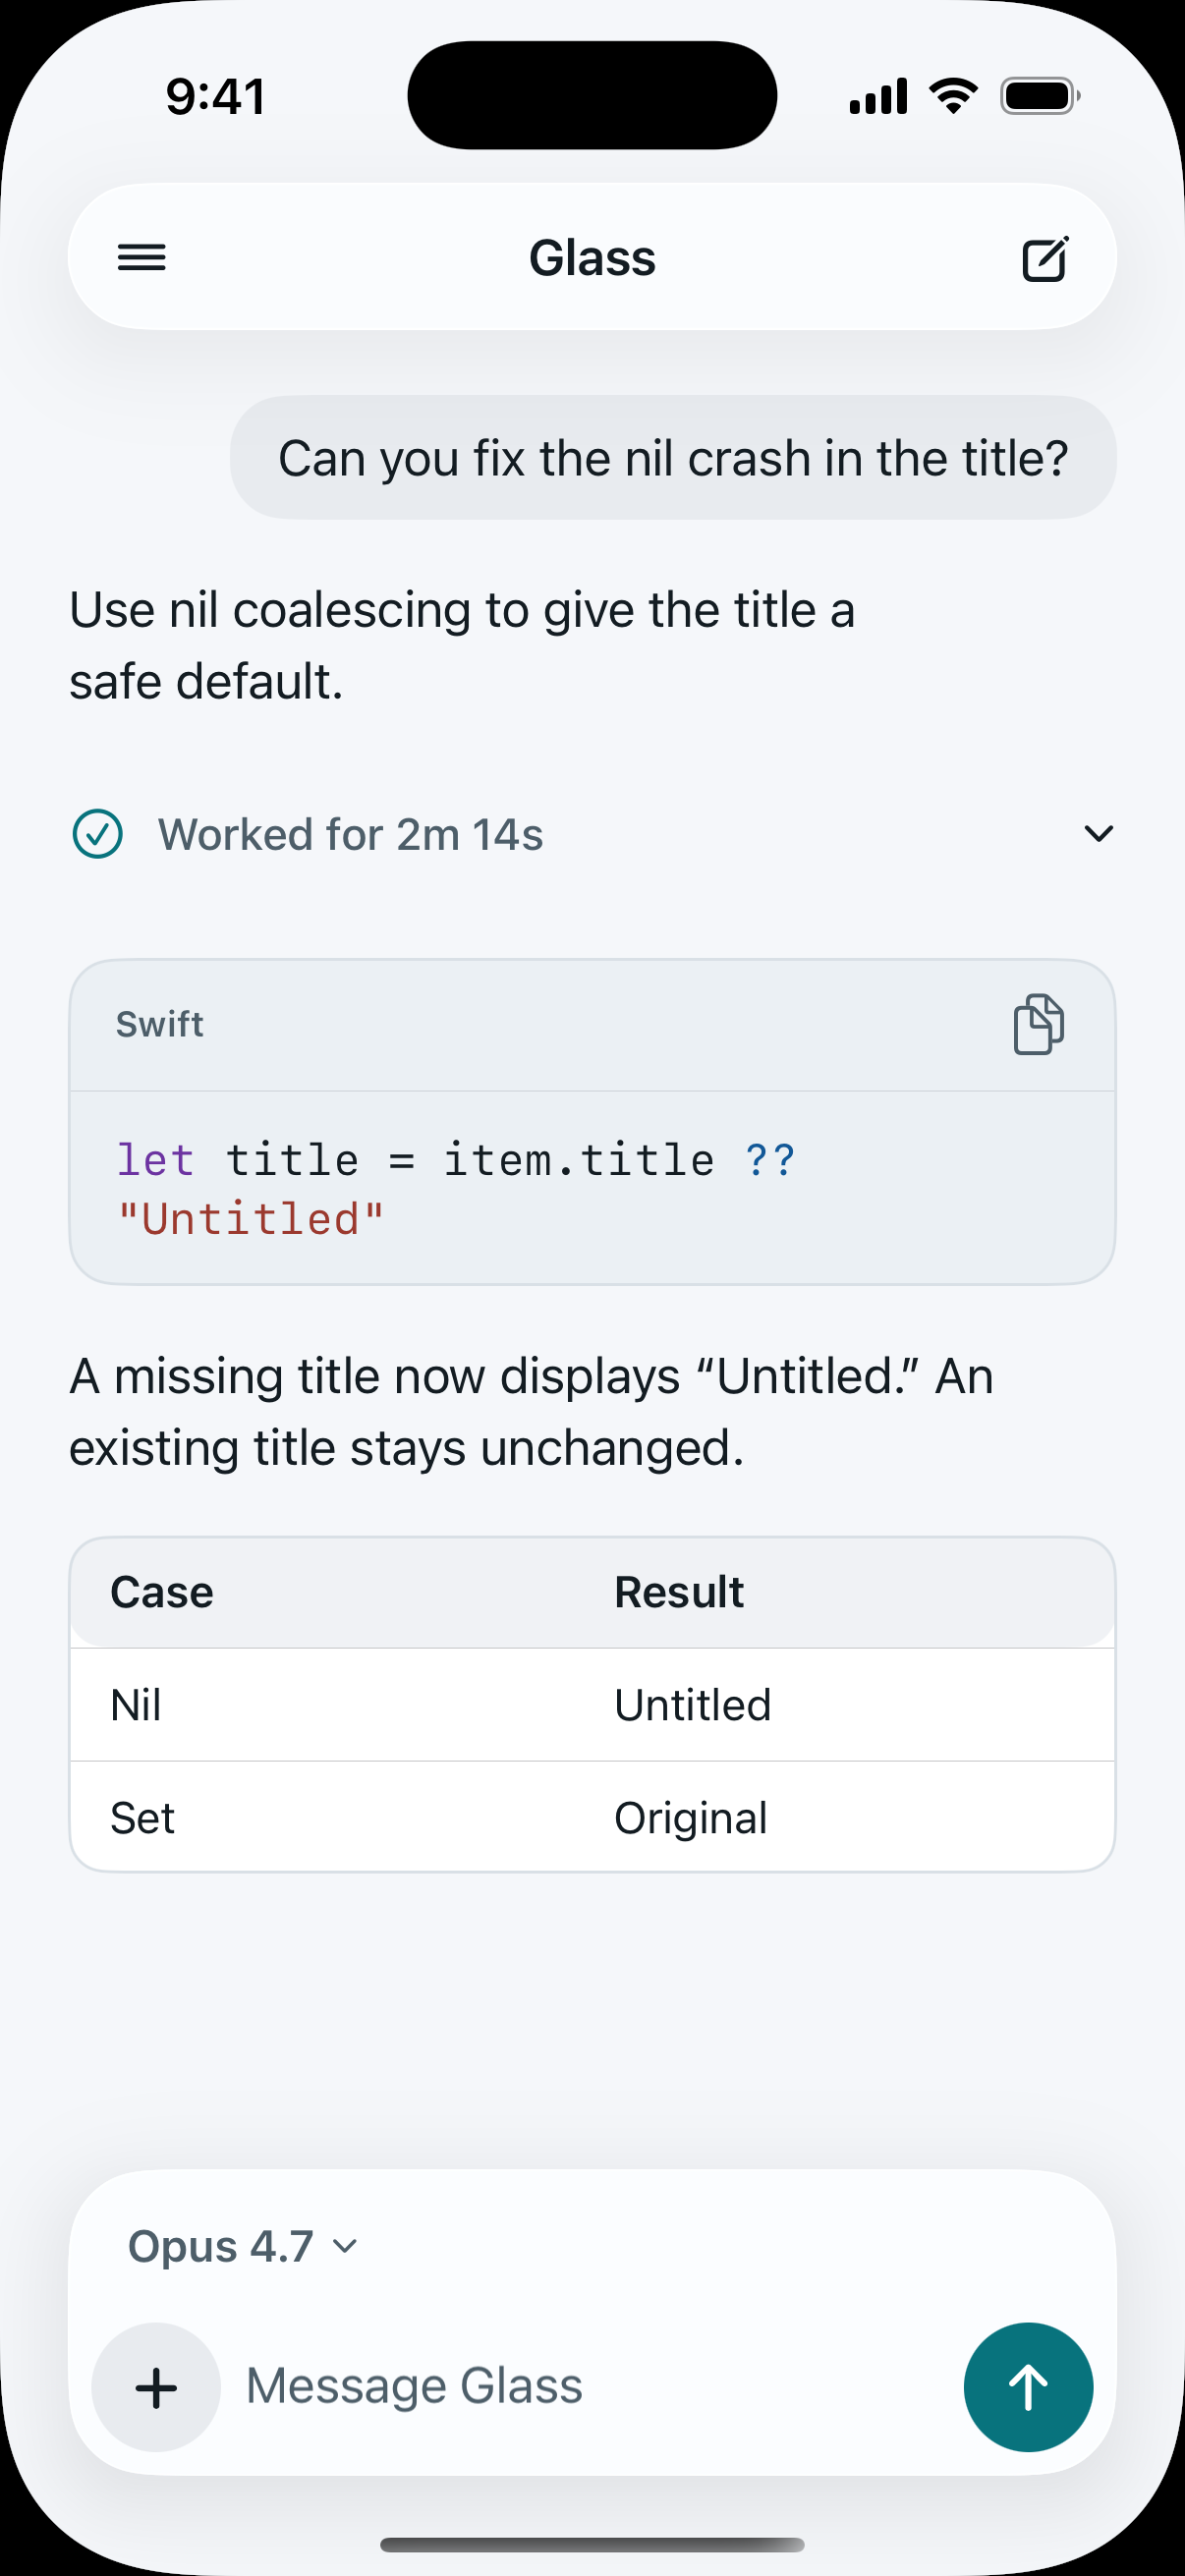 9:41
Glass
Can you fix the nil crash in the title?
Use nil coalescing to give the title a
safe default.
Worked for 2m 14s
Swift
let title = item.title ??
"Untitled"
A missing title now displays “Untitled.” An
existing title stays unchanged.
Case Result
Nil Untitled
Set Original
Opus 4.7
Message Glass